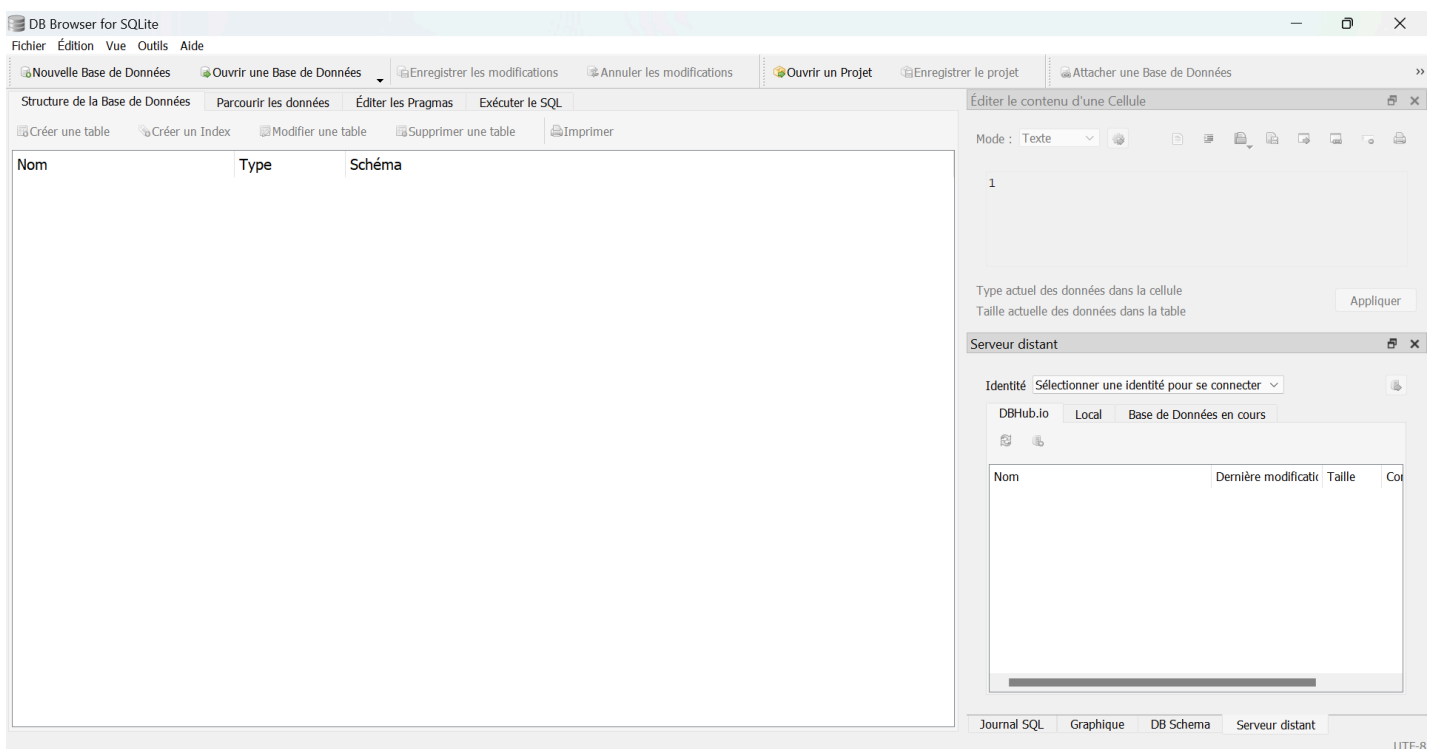 DB Browser for SQLite
Fichier Édition Vue Outils Aide
Nouvelle Base de Données Ouvrir une Base de Données Enregistrer les modifications Annuler les modifications Ouvrir un Projet Enregistrer le projet Attacher une Base de Données »
Structure de la Base de Données Parcourir les données Éditer les Pragmas Exécuter le SQL
Créer une table Créer un Index Modifier une table Supprimer une table Imprimer
Nom Type Schéma
Éditer le contenu d'une Cellule
Mode : Texte
1
Type actuel des données dans la cellule
Taille actuelle des données dans la table
Appliquer
Serveur distant
Identité Sélectionner une identité pour se connecter
DBHub.io Local Base de Données en cours
Nom Dernière modificatic Taille Cor
Journal SQL Graphique DB Schema Serveur distant
UTF-8